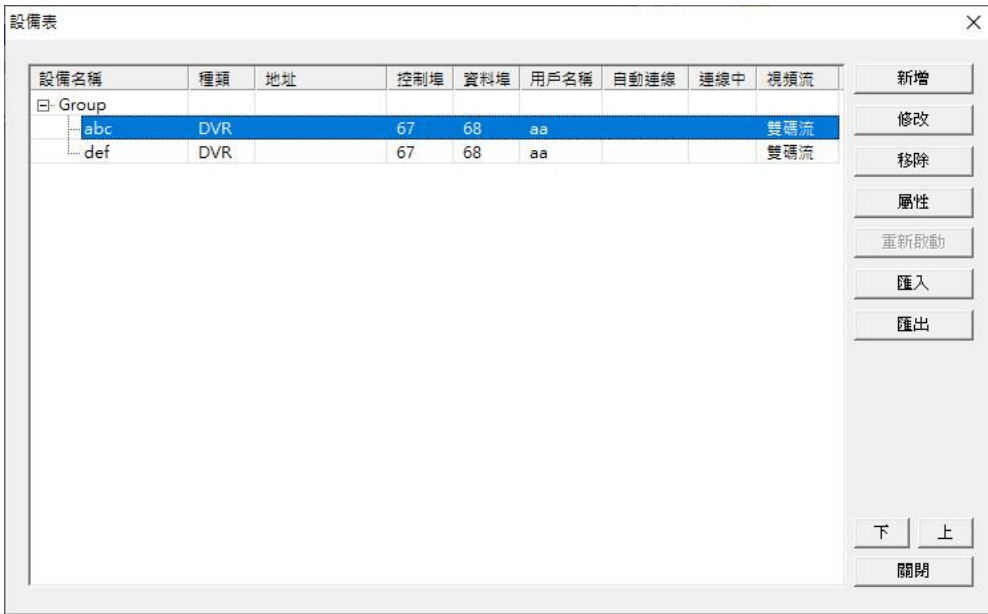 設備表
設備名稱 種類 地址 控制埠 資料埠 用戶名稱 自動連線 連線中 視頻流
Group
abc DVR 67 68 aa 雙碼流
def DVR 67 68 aa 雙碼流
新增
修改
移除
屬性
重新啟動
匯入
匯出
下 上
關閉